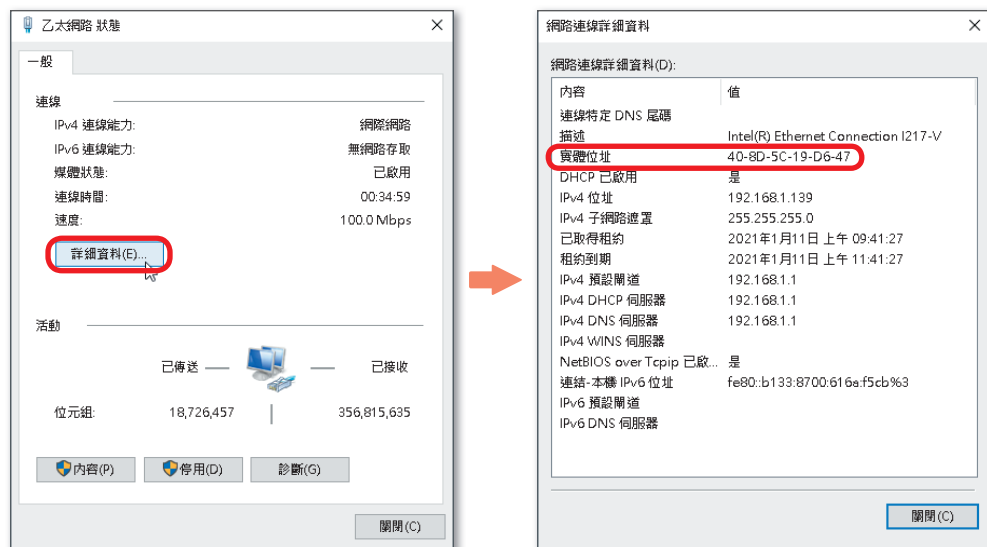 乙太網路 狀態
一般
連線
IPv4 連線能力: 網際網路
IPv6 連線能力: 無網路存取
媒體狀態: 已啟用
連線時間: 00:34:59
速度: 100.0 Mbps
詳細資料(E)...
活動
已傳送 已接收
位元組: 18,726,457 356,815,635
內容(P) 停用(D) 診斷(G)
關閉(C)
網路連線詳細資料
網路連線詳細資料(D):
內容 值
連線特定 DNS 尾碼
描述 Intel(R) Ethernet Connection I217-V
實體位址 40-8D-5C-19-D6-47
DHCP 已啟用 是
IPv4 位址 192.168.1.139
IPv4 子網路遮罩 255.255.255.0
已取得租約 2021年1月11日 上午 09:41:27
租約到期 2021年1月11日 上午 11:41:27
IPv4 預設閘道 192.168.1.1
IPv4 DHCP 伺服器 192.168.1.1
IPv4 DNS 伺服器 192.168.1.1
IPv4 WINS 伺服器
NetBIOS over Tcpip 已啟... 是
連結-本機 IPv6 位址 fe80::b133:8700:616a:f5cb%3
IPv6 預設閘道
IPv6 DNS 伺服器
關閉(C)